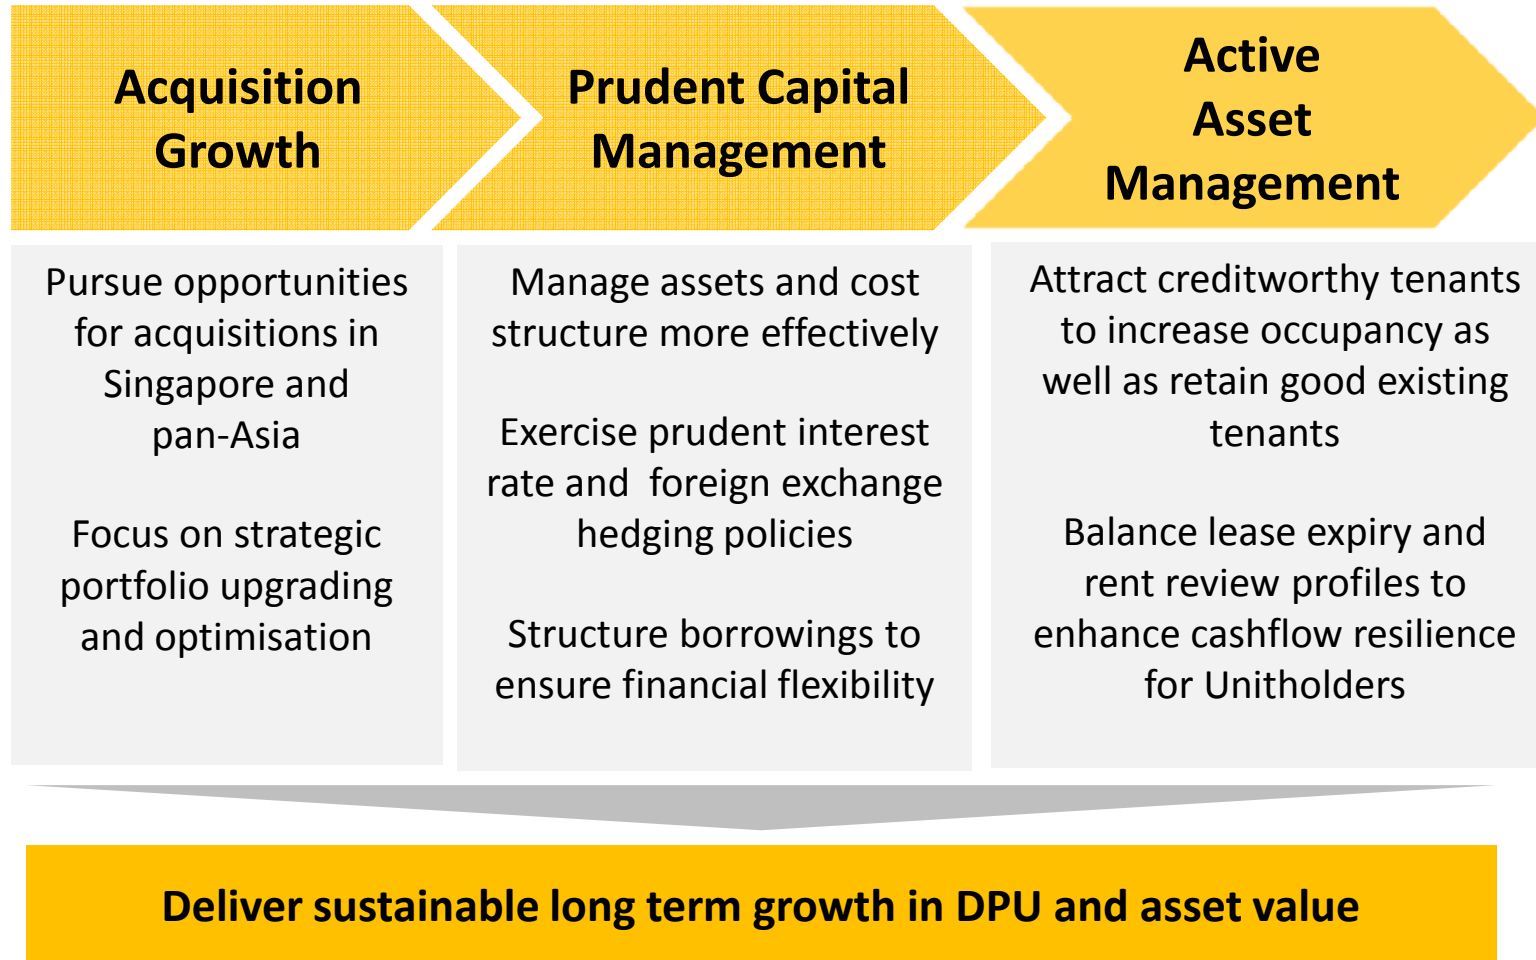 Acquisition
Growth
Prudent Capital
Management
Active
Asset
Management
Pursue opportunities
for acquisitions in
Singapore and
pan-Asia
Focus on strategic
portfolio upgrading
and optimisation
Manage assets and cost
structure more effectively
Exercise prudent interest
rate and  foreign exchange
hedging policies
Structure borrowings to
ensure financial flexibility
Attract creditworthy tenants
to increase occupancy as
well as retain good existing
tenants
Balance lease expiry and
rent review profiles to
enhance cashflow resilience
for Unitholders
Deliver sustainable long term growth in DPU and asset value